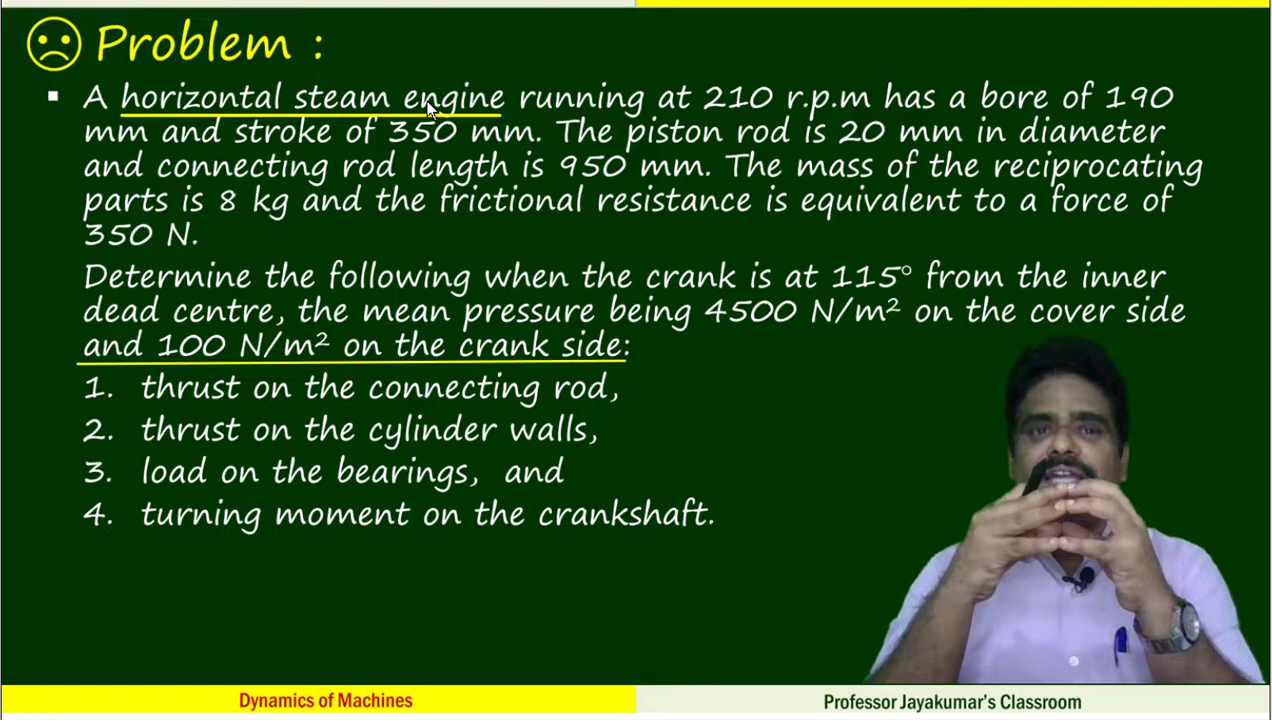 Problem :
▪ A horizontal steam engine running at 210 r.p.m has a bore of 190
mm and stroke of 350 mm. The piston rod is 20 mm in diameter
and connecting rod length is 950 mm. The mass of the reciprocating
parts is 8 kg and the frictional resistance is equivalent to a force of
350 N.
Determine the following when the crank is at 115° from the inner
dead centre, the mean pressure being 4500 N/m² on the cover side
and 100 N/m² on the crank side:
1. thrust on the connecting rod,
2. thrust on the cylinder walls,
3. load on the bearings, and
4. turning moment on the crankshaft.
Dynamics of Machines
Professor Jayakumar's Classroom